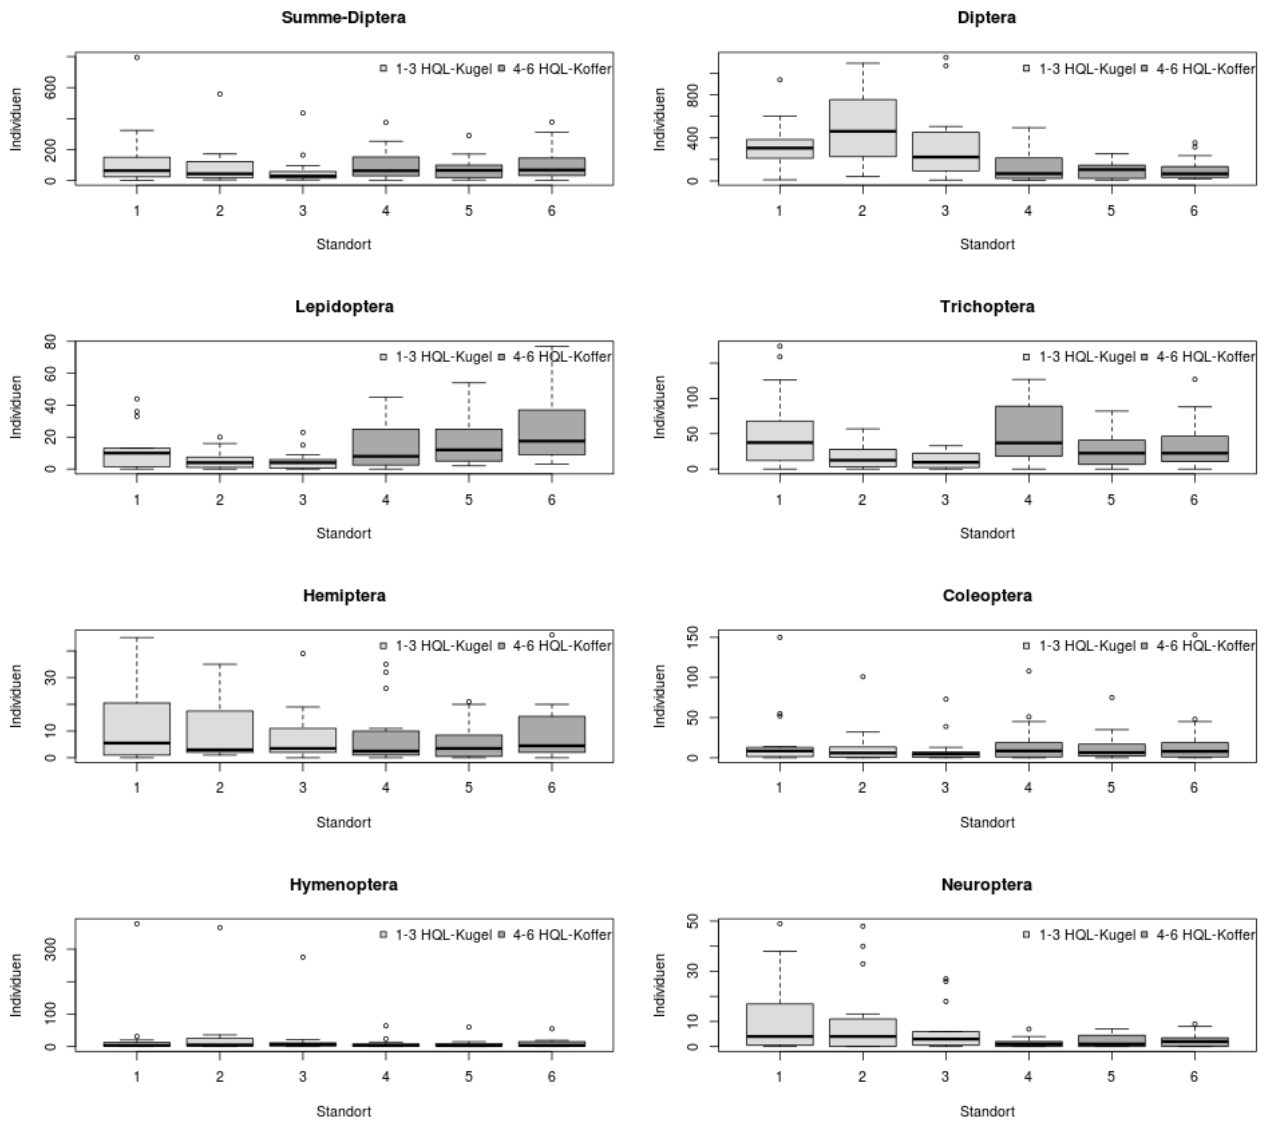 Summe-Diptera
1-3 HQL-Kugel 4-6 HQL-Koffer
Individuen
0 200 600
1 2 3 4 5 6
Standort
Diptera
1-3 HQL-Kugel 4-6 HQL-Koffer
Individuen
0 400 800
1 2 3 4 5 6
Standort
Lepidoptera
1-3 HQL-Kugel 4-6 HQL-Koffer
Individuen
0 20 40 60 80
1 2 3 4 5 6
Standort
Trichoptera
1-3 HQL-Kugel 4-6 HQL-Koffer
Individuen
0 50 100
1 2 3 4 5 6
Standort
Hemiptera
1-3 HQL-Kugel 4-6 HQL-Koffer
Individuen
0 10 30
1 2 3 4 5 6
Standort
Coleoptera
1-3 HQL-Kugel 4-6 HQL-Koffer
Individuen
0 50 100 150
1 2 3 4 5 6
Standort
Hymenoptera
1-3 HQL-Kugel 4-6 HQL-Koffer
Individuen
0 100 300
1 2 3 4 5 6
Standort
Neuroptera
1-3 HQL-Kugel 4-6 HQL-Koffer
Individuen
0 10 30 50
1 2 3 4 5 6
Standort